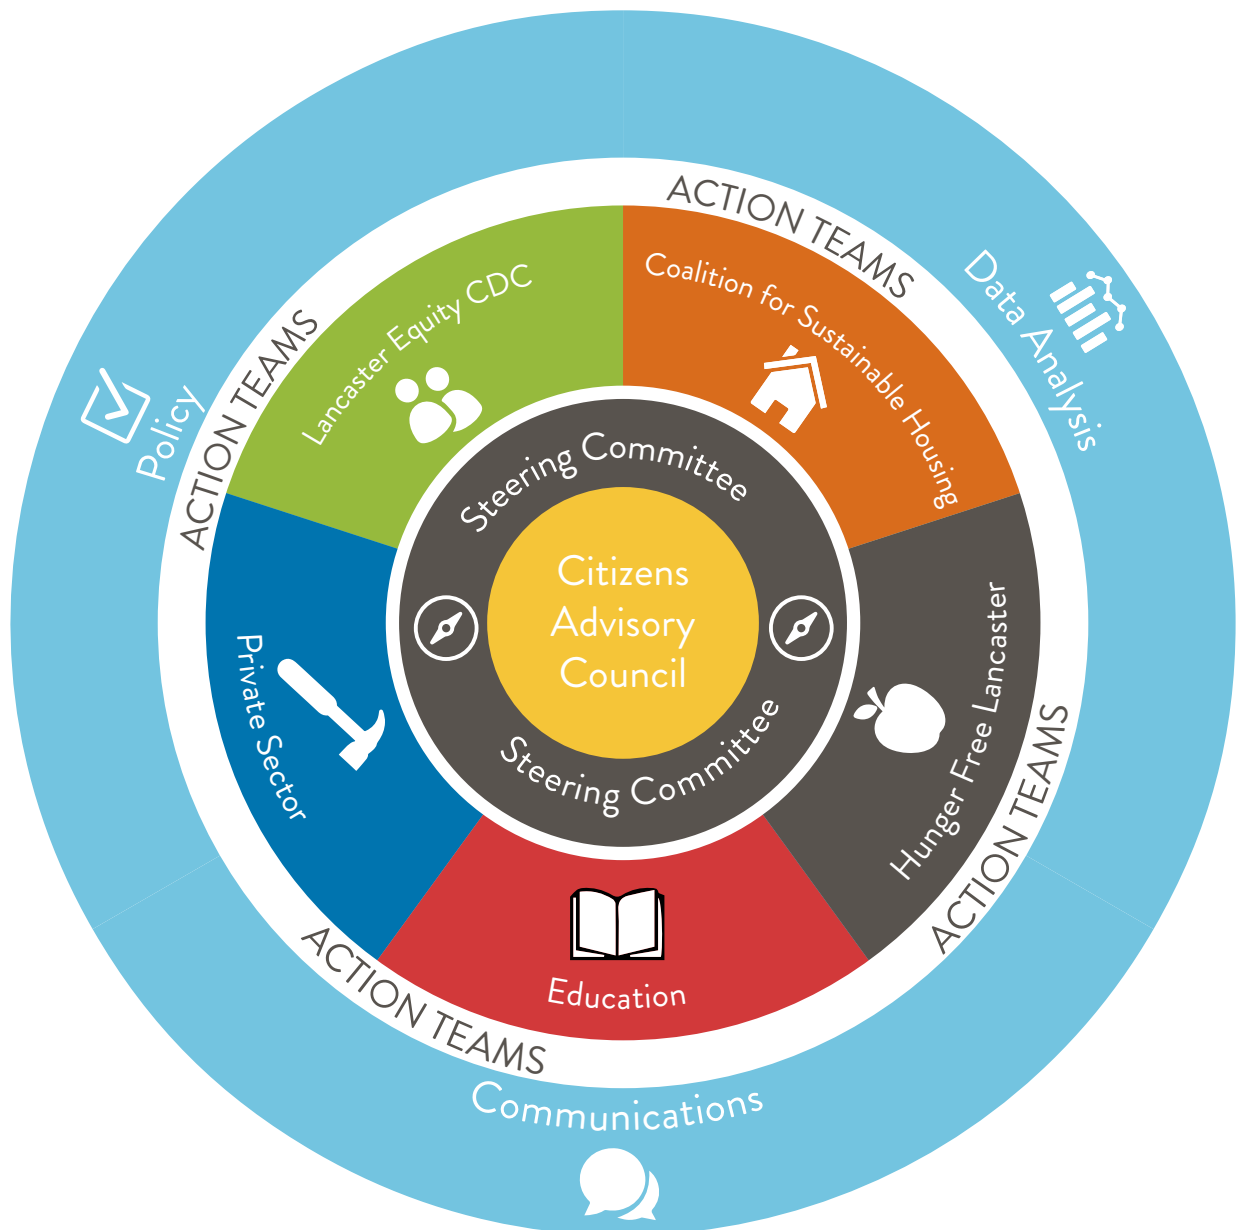 ACTION TEAMS
Coalition for Sustainable Housing
Data Analysis
Lancaster Equity CDC
ACTION TEAMS
Policy
Steering Committee
Citizens
Advisory
Council
Steering Committee
Private Sector
Hunger Free Lancaster
ACTION TEAMS
Education
ACTION TEAMS
Communications